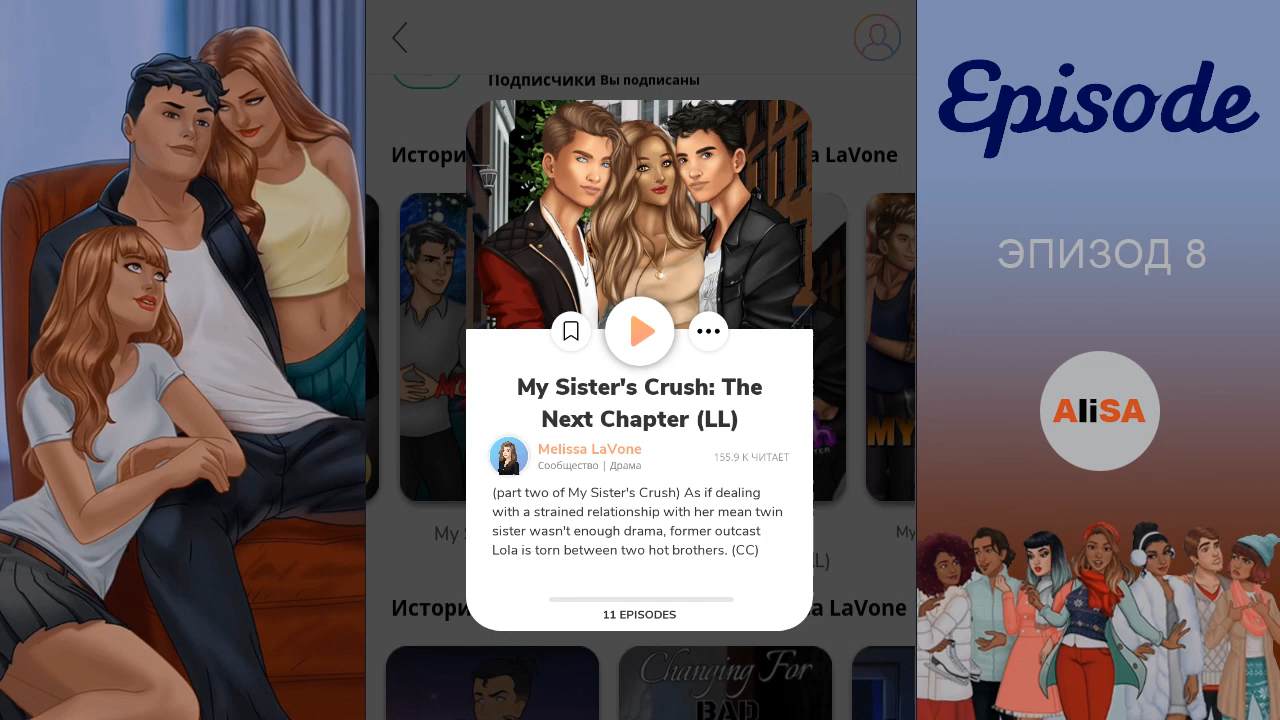 Подписчики Вы подписаны
Истори
а LaVone
My Sister's Crush: The
Next Chapter (LL)
Melissa LaVone
Сообщество | Драма
155.9 К ЧИТАЕТ
(part two of My Sister's Crush) As if dealing
with a strained relationship with her mean twin
sister wasn't enough drama, former outcast
Lola is torn between two hot brothers. (CC)
11 EPISODES
My
My
LL)
Истори
а LaVone
Changing For
BAD
Episode
ЭПИЗОД 8
AliSA